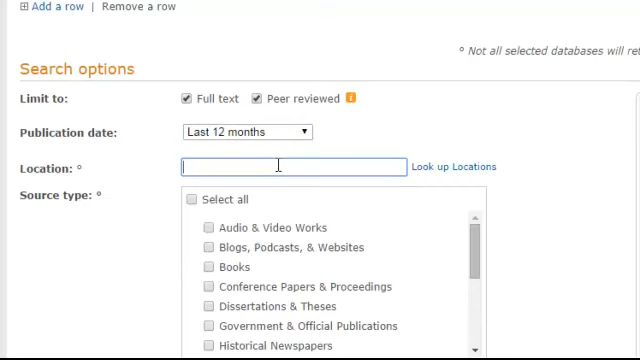 Add a row | Remove a row
° Not all selected databases will ret
Search options
Limit to: Full text Peer reviewed i
Publication date: Last 12 months
Location: ° Look up Locations
Source type: ° Select all
Audio & Video Works
Blogs, Podcasts, & Websites
Books
Conference Papers & Proceedings
Dissertations & Theses
Government & Official Publications
Historical Newspapers